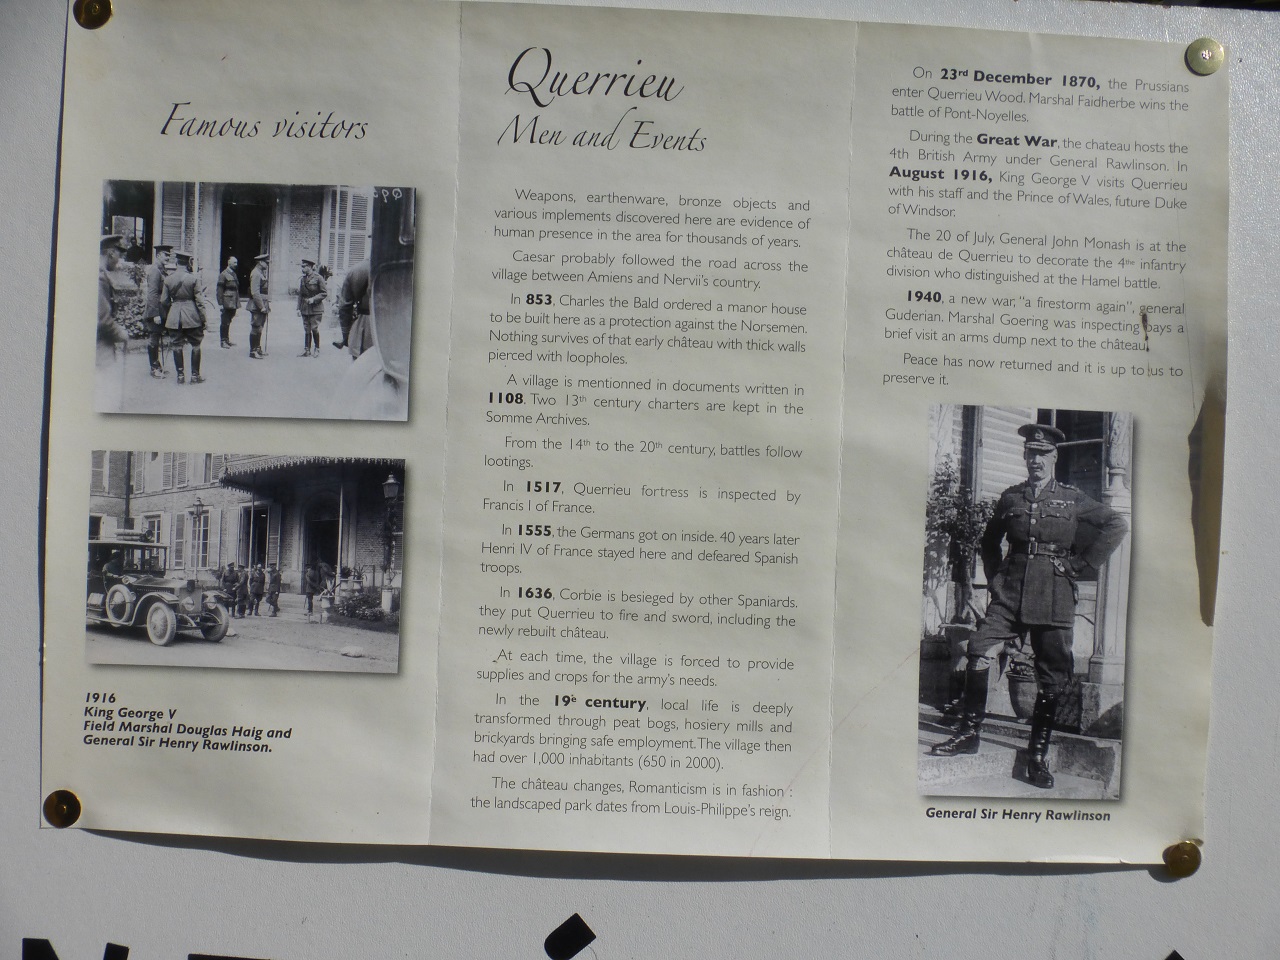 Famous visitors
1916
King George V
Field Marshal Douglas Haig and
General Sir Henry Rawlinson.
Querrieu
Men and Events
Weapons, earthenware, bronze objects and
various implements discovered here are evidence of
human presence in the area for thousands of years.
Caesar probably followed the road across the
village between Amiens and Nervii's country.
In 853, Charles the Bald ordered a manor house
to be built here as a protection against the Norsemen.
Nothing survives of that early château with thick walls
pierced with loopholes.
A village is mentionned in documents written in
1108. Two 13th century charters are kept in the
Somme Archives.
From the 14th to the 20th century, battles follow
lootings.
In 1517, Querrieu fortress is inspected by
Francis I of France.
In 1555, the Germans got on inside. 40 years later
Henri IV of France stayed here and defeared Spanish
troops.
In 1636, Corbie is besieged by other Spaniards.
they put Querrieu to fire and sword, including the
newly rebuilt château.
At each time, the village is forced to provide
supplies and crops for the army's needs.
In the 19e century, local life is deeply
transformed through peat bogs, hosiery mills and
brickyards bringing safe employment. The village then
had over 1,000 inhabitants (650 in 2000).
The château changes, Romanticism is in fashion :
the landscaped park dates from Louis-Philippe's reign.
On 23rd December 1870, the Prussians
enter Querrieu Wood. Marshal Faidherbe wins the
battle of Pont-Noyelles.
During the Great War, the chateau hosts the
4th British Army under General Rawlinson. In
August 1916, King George V visits Querrieu
with his staff and the Prince of Wales, future Duke
of Windsor.
The 20 of July, General John Monash is at the
château de Querrieu to decorate the 4th infantry
division who distinguished at the Hamel battle.
1940, a new war, "a firestorm again", general
Guderian. Marshal Goering was inspecting pays a
brief visit an arms dump next to the château.
Peace has now returned and it is up to us to
preserve it.
General Sir Henry Rawlinson